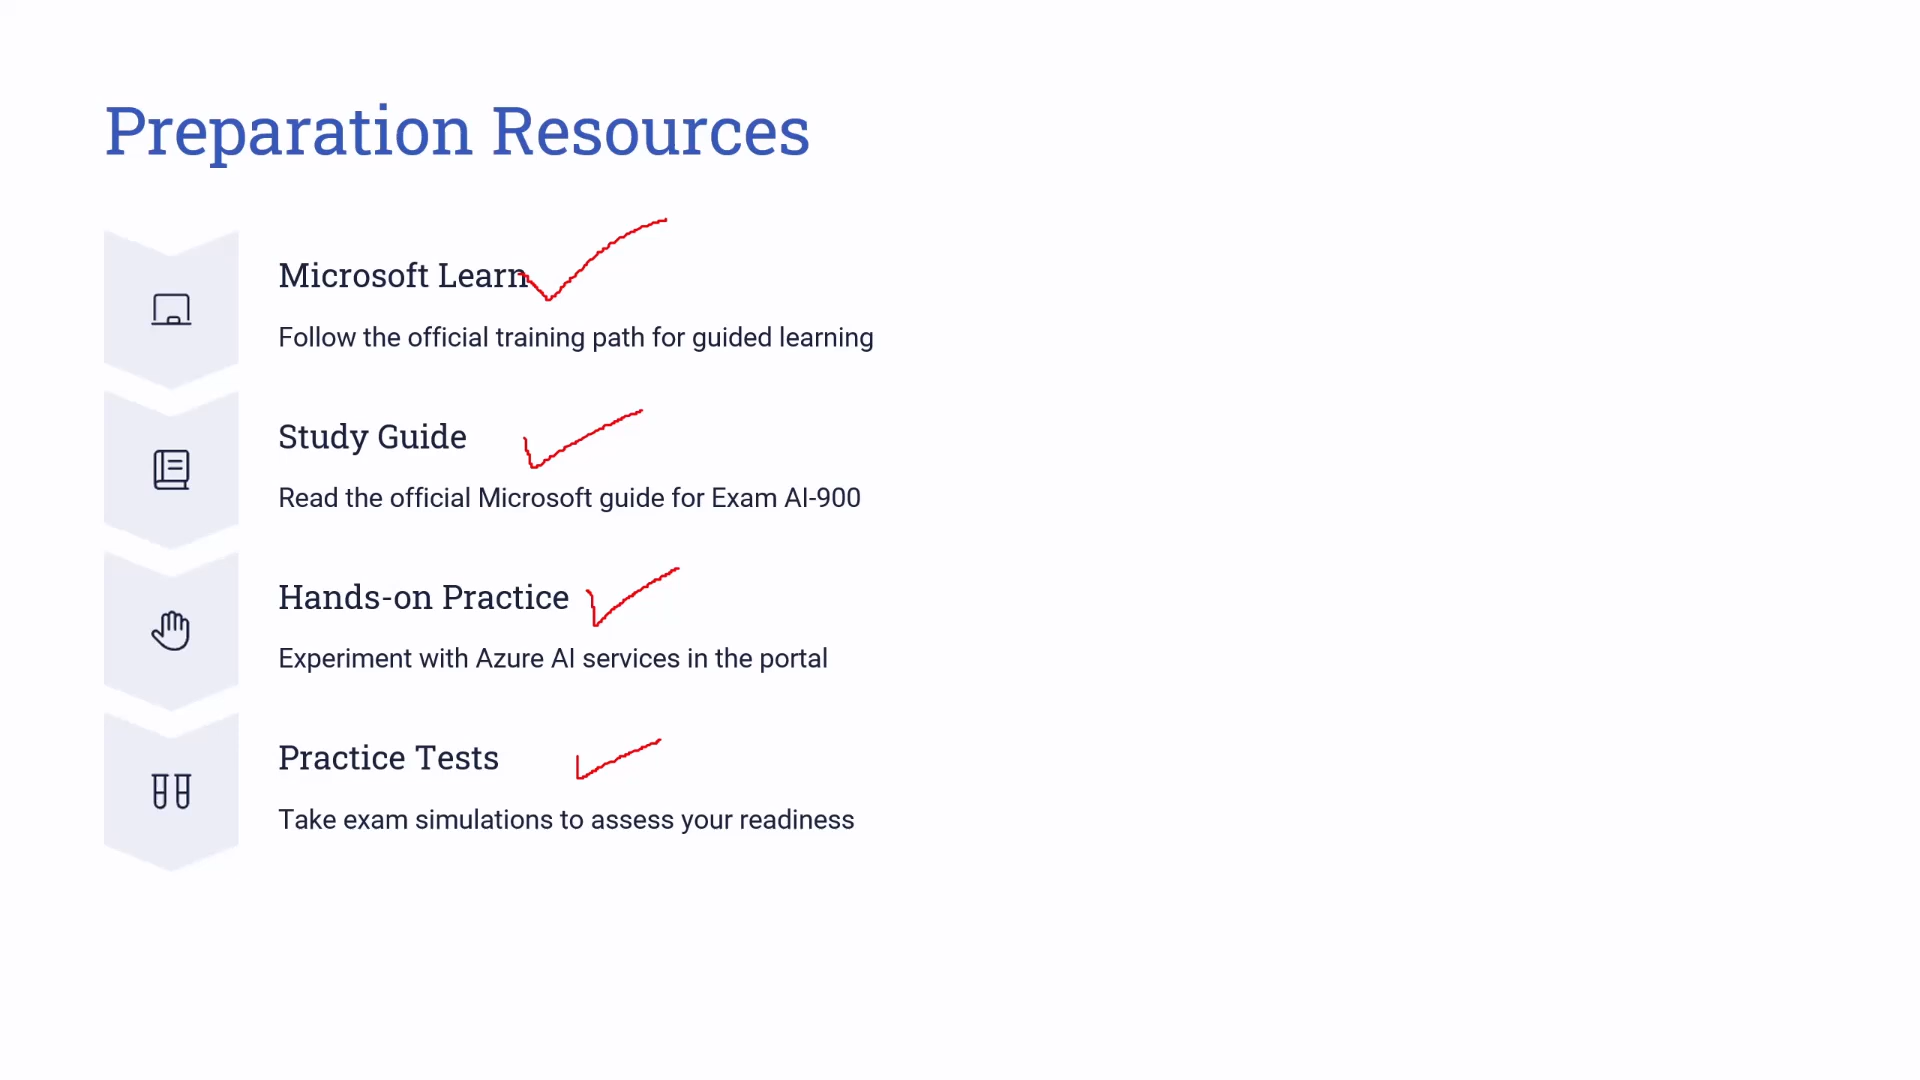 Preparation Resources
Microsoft Learn
Follow the official training path for guided learning
Study Guide
Read the official Microsoft guide for Exam AI-900
Hands-on Practice
Experiment with Azure AI services in the portal
Practice Tests
Take exam simulations to assess your readiness